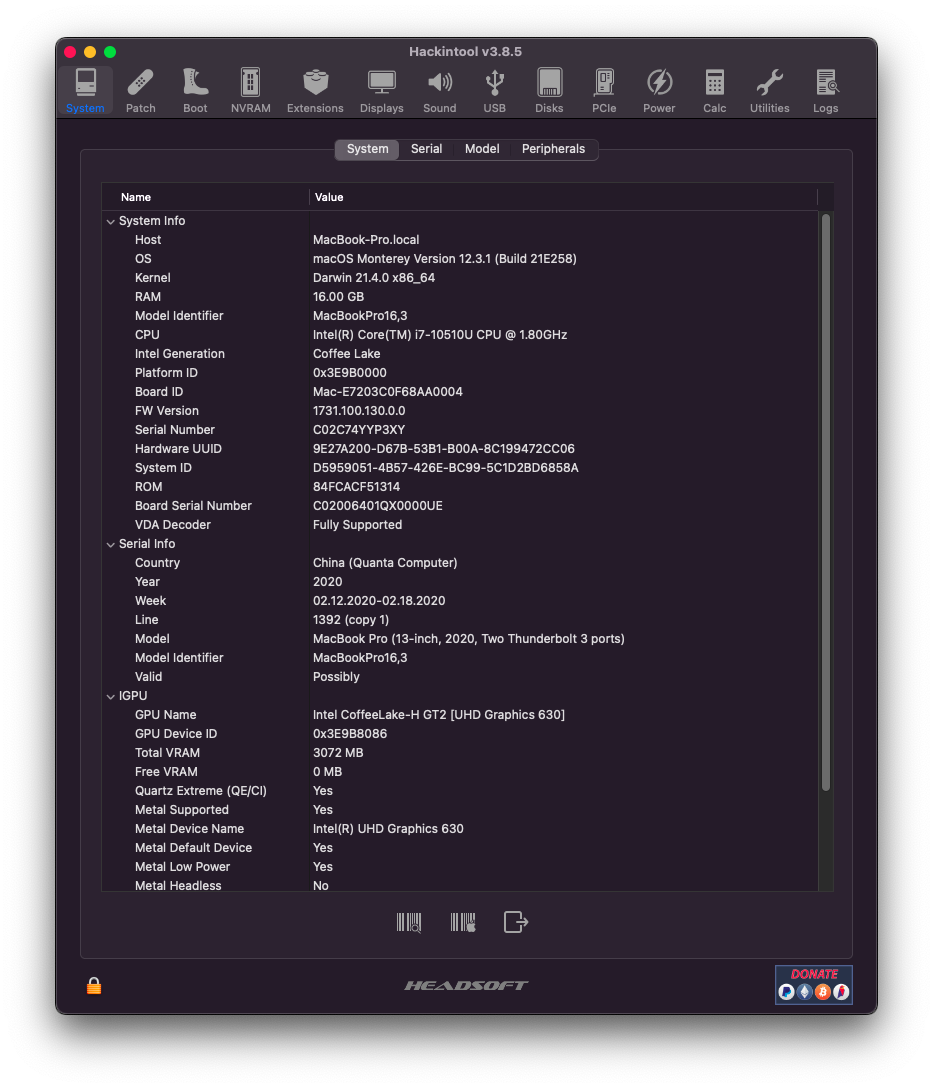 Hackintool v3.8.5
System Patch Boot NVRAM Extensions Displays Sound USB Disks PCIe Power Calc Utilities Logs
System Serial Model Peripherals
Name Value
System Info
Host MacBook-Pro.local
OS macOS Monterey Version 12.3.1 (Build 21E258)
Kernel Darwin 21.4.0 x86_64
RAM 16.00 GB
Model Identifier MacBookPro16,3
CPU Intel(R) Core(TM) i7-10510U CPU @ 1.80GHz
Intel Generation Coffee Lake
Platform ID 0x3E9B0000
Board ID Mac-E7203C0F68AA0004
FW Version 1731.100.130.0.0
Serial Number C02C74YYP3XY
Hardware UUID 9E27A200-D67B-53B1-B00A-8C199472CC06
System ID D5959051-4B57-426E-BC99-5C1D2BD6858A
ROM 84FCACF51314
Board Serial Number C02006401QX0000UE
VDA Decoder Fully Supported
Serial Info
Country China (Quanta Computer)
Year 2020
Week 02.12.2020-02.18.2020
Line 1392 (copy 1)
Model MacBook Pro (13-inch, 2020, Two Thunderbolt 3 ports)
Model Identifier MacBookPro16,3
Valid Possibly
IGPU
GPU Name Intel CoffeeLake-H GT2 [UHD Graphics 630]
GPU Device ID 0x3E9B8086
Total VRAM 3072 MB
Free VRAM 0 MB
Quartz Extreme (QE/CI) Yes
Metal Supported Yes
Metal Device Name Intel(R) UHD Graphics 630
Metal Default Device Yes
Metal Low Power Yes
Metal Headless No
HEADSOFT
DONATE